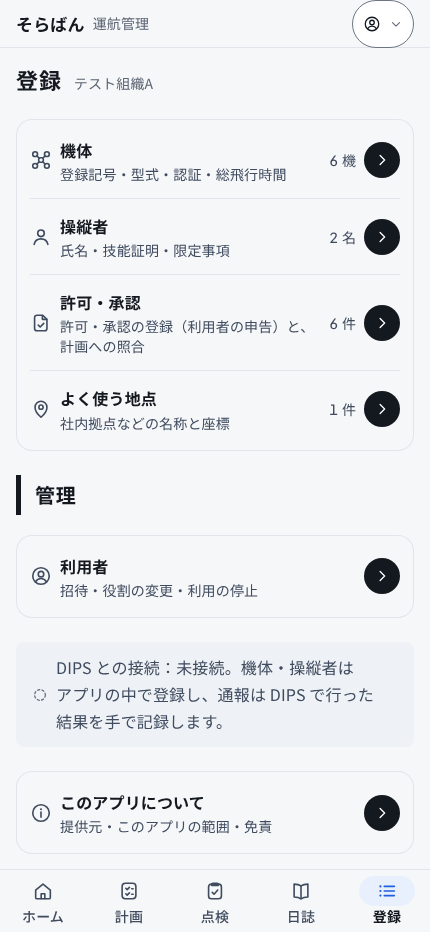 そらばん 運航管理
登録 テスト組織A
機体
登録記号・型式・認証・総飛行時間
6 機
操縦者
氏名・技能証明・限定事項
2 名
許可・承認
許可・承認の登録（利用者の申告）と、
計画への照合
6 件
よく使う地点
社内拠点などの名称と座標
1 件
管理
利用者
招待・役割の変更・利用の停止
DIPS との接続：未接続。機体・操縦者は
アプリの中で登録し、通報は DIPS で行った
結果を手で記録します。
このアプリについて
提供元・このアプリの範囲・免責
ホーム 計画 点検 日誌 登録